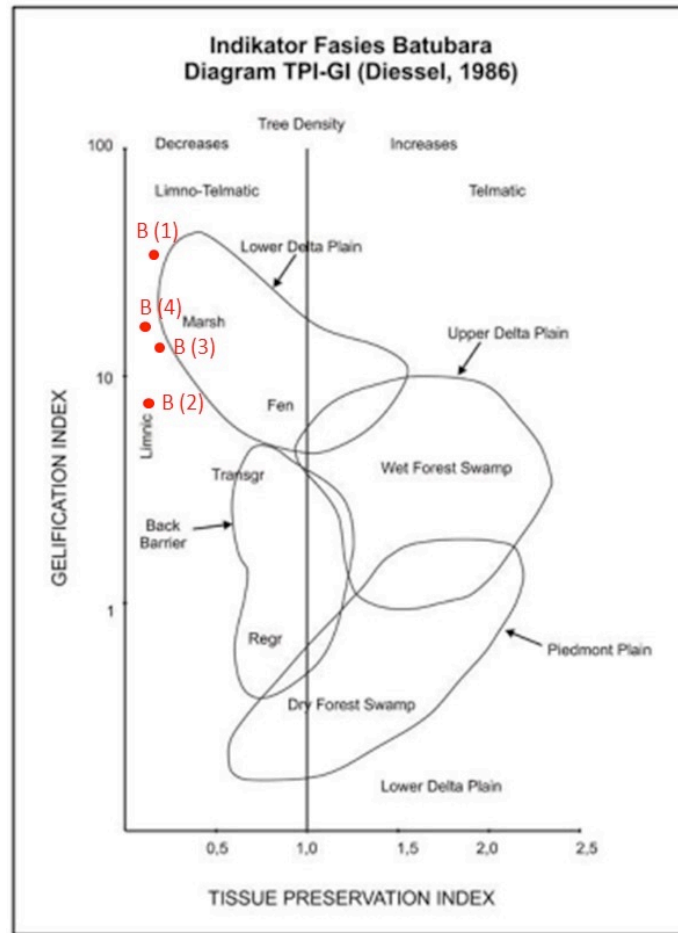 Indikator Fasies Batubara
Diagram TPI-GI (Diessel, 1986)
Tree Density
Decreases
Increases
100
Limno-Telmatic
Telmatic
B (1)
Lower Delta Plain
B (4)
Marsh
B (3)
Upper Delta Plain
10
B (2)
Fen
Limnic
Wet Forest Swamp
Transgr
Back
Barrier
GELIFICATION INDEX
1
Regr
Piedmont Plain
Dry Forest Swamp
Lower Delta Plain
0,5
1,0
1,5
2,0
2,5
TISSUE PRESERVATION INDEX